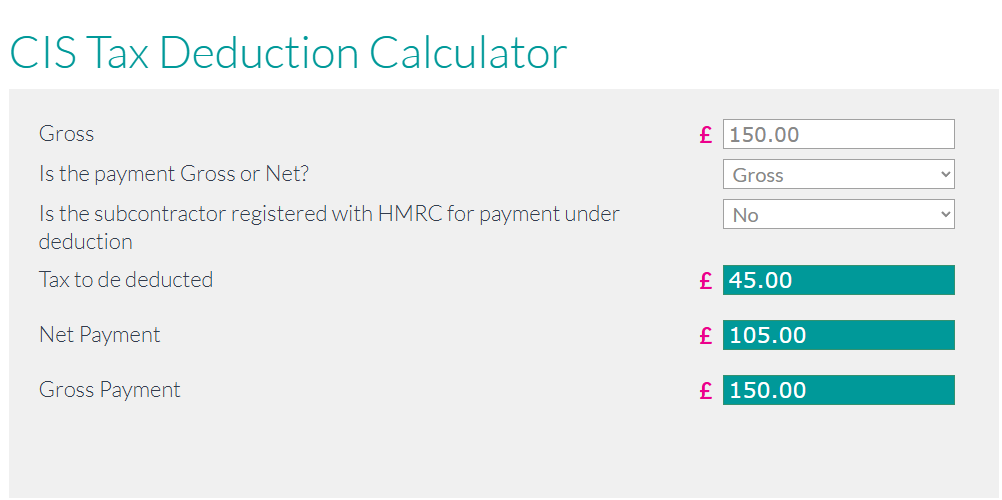 CIS Tax Deduction Calculator
Gross £ 150.00
Is the payment Gross or Net? Gross
Is the subcontractor registered with HMRC for payment under No
deduction
Tax to de deducted £ 45.00
Net Payment £ 105.00
Gross Payment £ 150.00